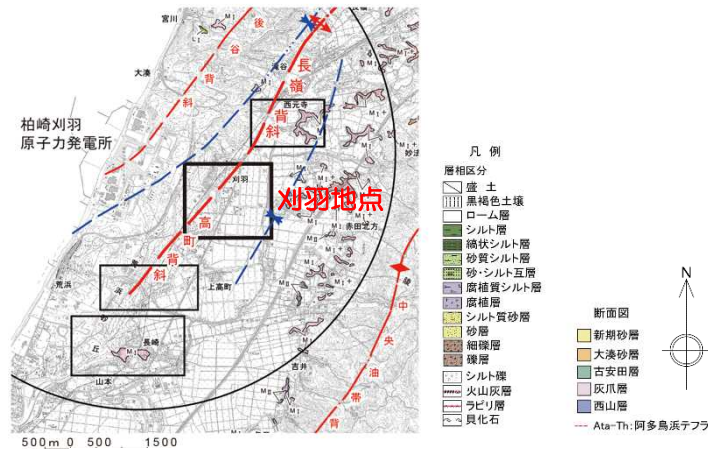 宮川
大湊
後
谷
背
斜
滝谷
長
嶺
背
斜
西元寺
妙法
柏崎刈羽
原子力発電所
刈羽
刈羽地点
赤田北方
高
町
背
斜
荒浜
上高町
長崎
山本
吉井
中
央
油
帯
背
500m 0 500 1500
凡 例
層相区分
盛 土
黒褐色土壌
ローム層
シルト層
縞状シルト層
砂質シルト層
砂・シルト互層
腐植質シルト層
腐植層
シルト質砂層
砂層
細礫層
礫層
シルト礫
火山灰層
ラピリ層
貝化石
断面図
新期砂層
大湊砂層
古安田層
灰爪層
西山層
Ata-Th:阿多鳥浜テフラ
N